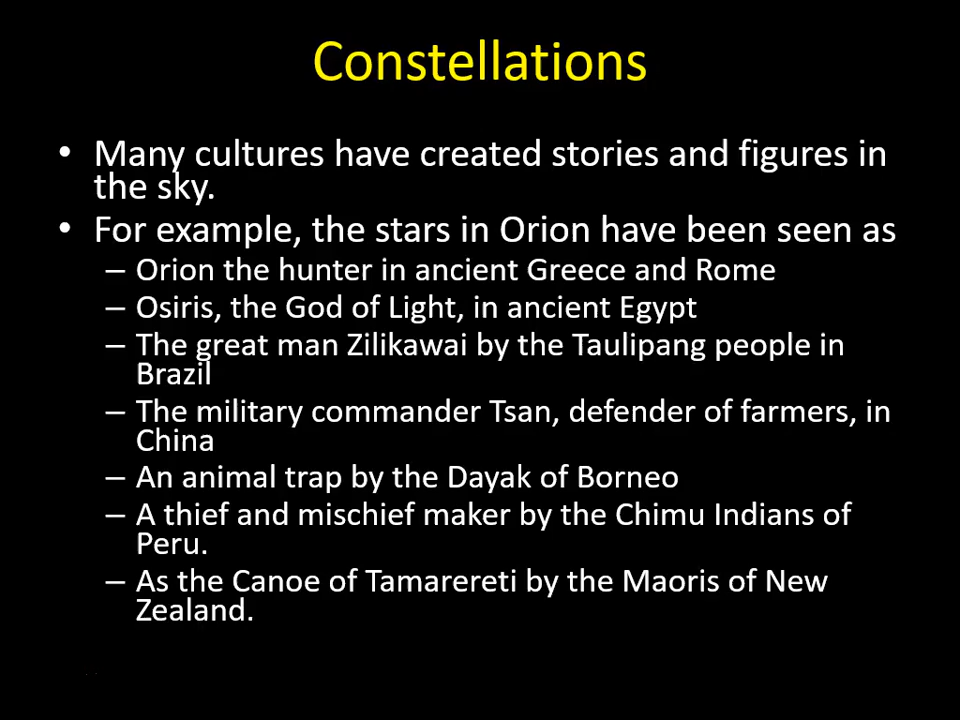 Constellations
• Many cultures have created stories and figures in
the sky.
• For example, the stars in Orion have been seen as
– Orion the hunter in ancient Greece and Rome
– Osiris, the God of Light, in ancient Egypt
– The great man Zilikawai by the Taulipang people in
Brazil
– The military commander Tsan, defender of farmers, in
China
– An animal trap by the Dayak of Borneo
– A thief and mischief maker by the Chimu Indians of
Peru.
– As the Canoe of Tamarereti by the Maoris of New
Zealand.